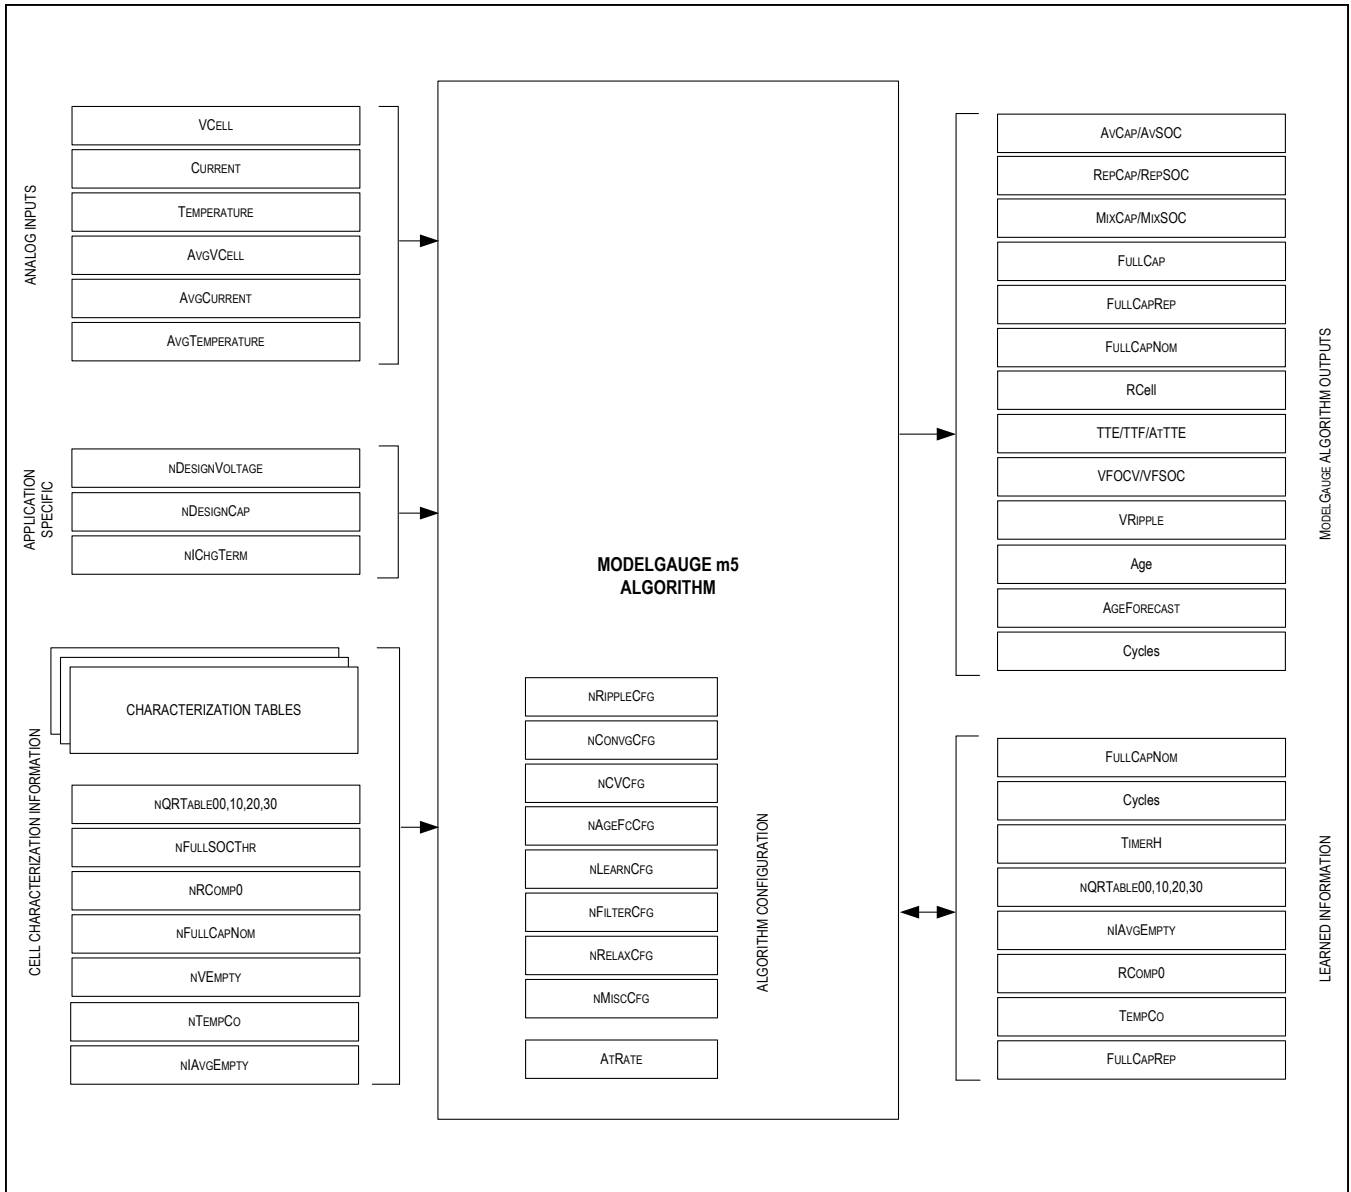 ANALOG INPUTS
VCELL
CURRENT
TEMPERATURE
AVGVCELL
AVGCURRENT
AVGTEMPERATURE
APPLICATION
SPECIFIC
NDESIGNVOLTAGE
NDESIGNCAP
NICHGTERM
CELL CHARACTERIZATION INFORMATION
CHARACTERIZATION TABLES
NQRTABLE00,10,20,30
NFULLSOCTHR
NRCOMP0
NFULLCAPNOM
NVEMPTY
NTEMPCO
NIAVGEMPTY
MODELGAUGE m5
ALGORITHM
NRIPPLECFG
NCONVGCFG
NCVCFG
NAGEFCCFG
NLEARNCFG
NFILTERCFG
NRELAXCFG
NMISCCFG
ATRATE
ALGORITHM CONFIGURATION
AVCAP/AVSOC
REPCAP/REPSOC
MIXCAP/MIXSOC
FULLCAP
FULLCAPREP
FULLCAPNOM
RCell
TTE/TTF/ATTTE
VFOCV/VFSOC
VRIPPLE
Age
AGEFORECAST
Cycles
MODELGAUGE ALGORITHM OUTPUTS
FULLCAPNOM
Cycles
TIMERH
NQRTABLE00,10,20,30
NIAVGEMPTY
RCOMP0
TEMPCO
FULLCAPREP
LEARNED INFORMATION